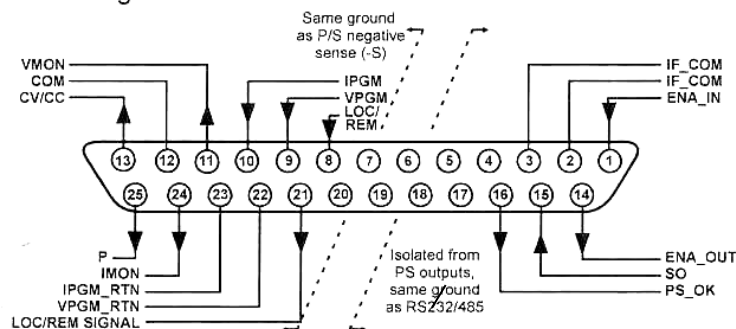 Same ground
as P/S negative
sense (-S)
VMON
COM
CV/CC
IPGM
VPGM
LOC/
REM
IF_COM
IF_COM
ENA_IN
13 12 11 10 9 8 7 6 5 4 3 2 1
25 24 23 22 21 20 19 18 17 16 15 14
P
IMON
IPGM_RTN
VPGM_RTN
LOC/REM SIGNAL
Isolated from
PS outputs,
same ground
as RS232/485
ENA_OUT
SO
PS_OK